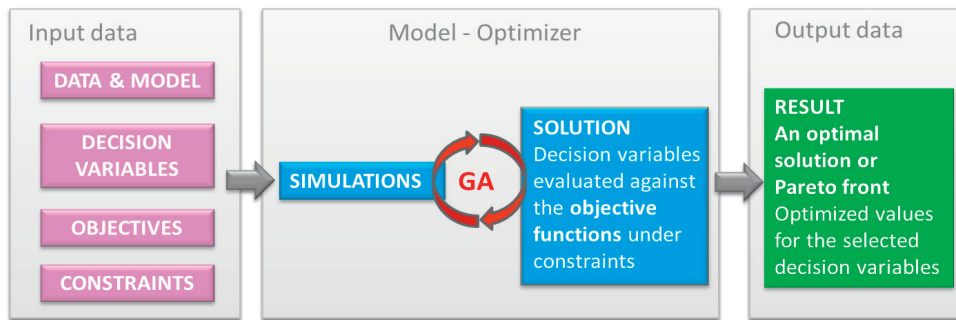 Input data
DATA & MODEL
DECISION
VARIABLES
OBJECTIVES
CONSTRAINTS
Model - Optimizer
SIMULATIONS
GA
SOLUTION
Decision variables
evaluated against
the objective
functions under
constraints
Output data
RESULT
An optimal
solution or
Pareto front
Optimized values
for the selected
decision variables